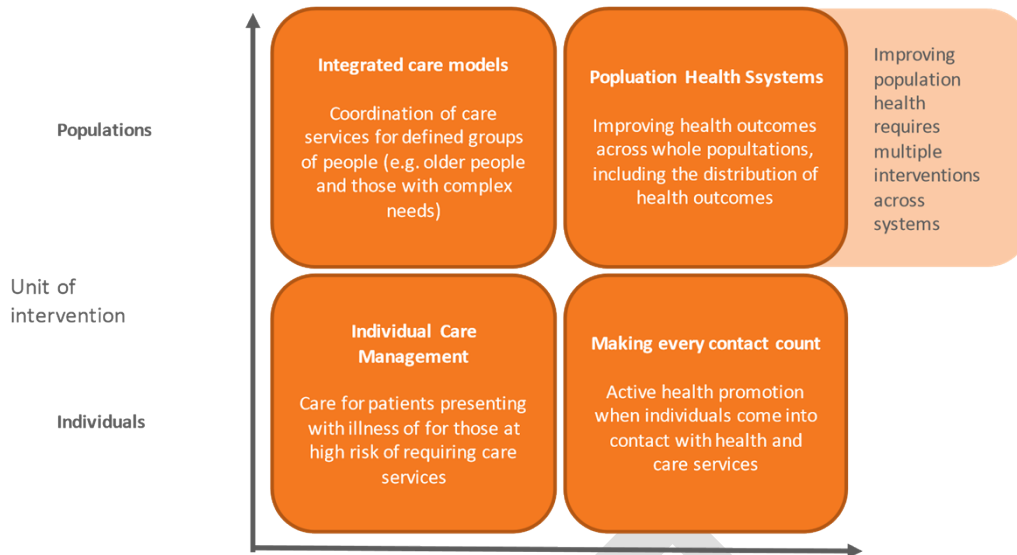 Integrated care models
Coordination of care
services for defined groups
of people (e.g. older people
and those with complex
needs)
Popluation Health Ssystems
Improving health outcomes
across whole popultations,
including the distribution of
health outcomes
Improving
population
health
requires
multiple
interventions
across
systems
Populations
Unit of
intervention
Individuals
Individual Care
Management
Care for patients presenting
with illness of for those at
high risk of requiring care
services
Making every contact count
Active health promotion
when individuals come into
contact with health and
care services